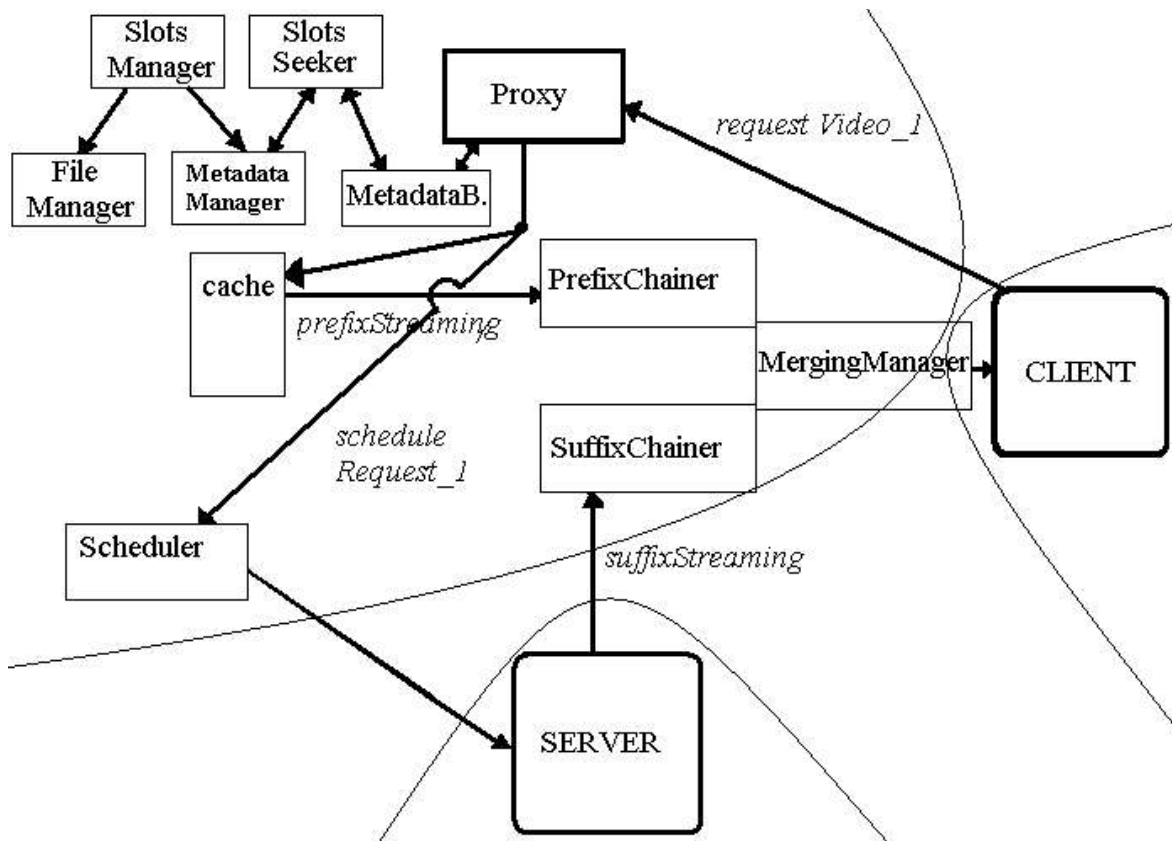 Slots
Manager
Slots
Seeker
Proxy
request Video_1
File
Manager
Metadata
Manager
MetadataB.
cache
PrefixChainer
prefixStreaming
MergingManager
CLIENT
schedule
Request_1
SuffixChainer
Scheduler
suffixStreaming
SERVER